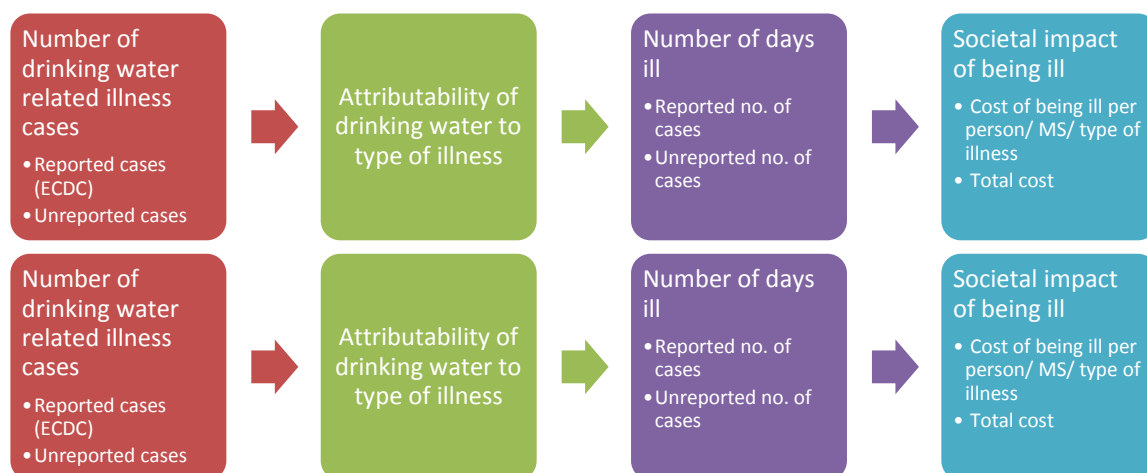 Number of
drinking water
related illness
cases
•Reported cases
(ECDC)
•Unreported cases
Attributability of
drinking water to
type of illness
Number of days
ill
•Reported no. of
cases
•Unreported no. of
cases
Societal impact
of being ill
• Cost of being ill per
person/ MS/ type of
illness
• Total cost
Number of
drinking water
related illness
cases
•Reported cases
(ECDC)
•Unreported cases
Attributability of
drinking water to
type of illness
Number of days
ill
•Reported no. of
cases
•Unreported no. of
cases
Societal impact
of being ill
• Cost of being ill per
person/ MS/ type of
illness
• Total cost